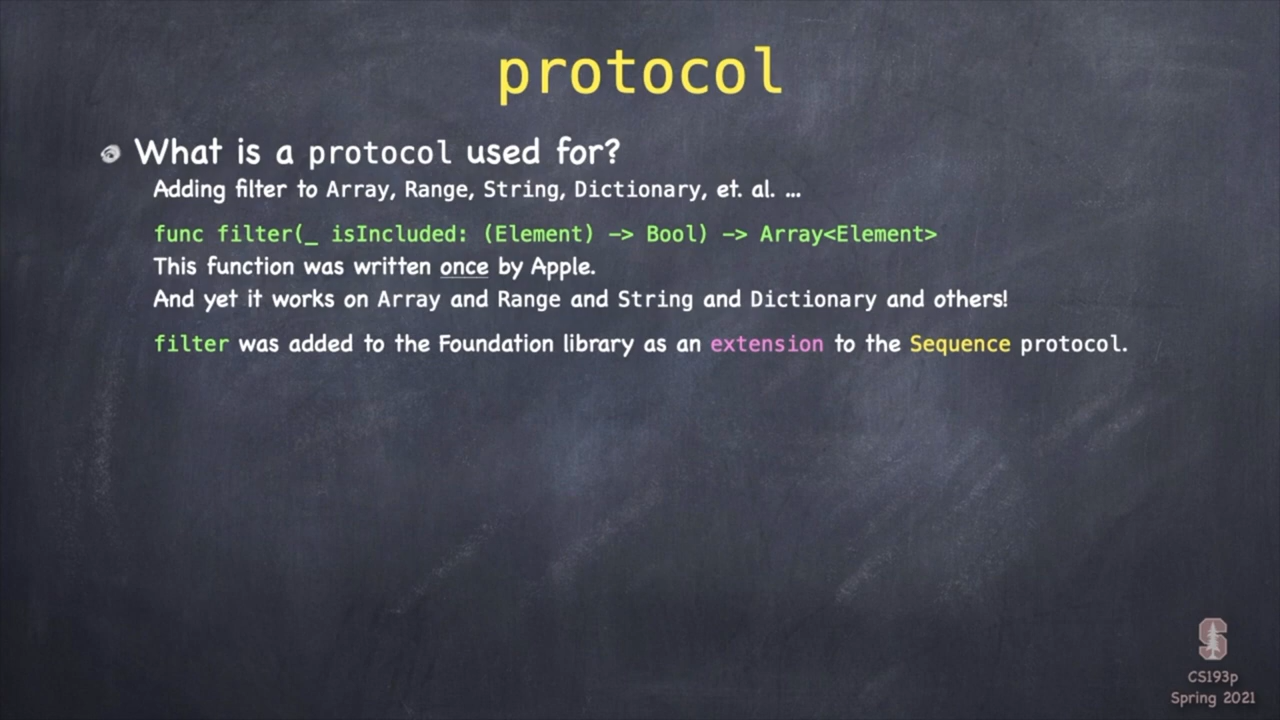 protocol
What is a protocol used for?
Adding filter to Array, Range, String, Dictionary, et. al. ...
func filter(_ isIncluded: (Element) -> Bool) -> Array<Element>
This function was written once by Apple.
And yet it works on Array and Range and String and Dictionary and others!
filter was added to the Foundation library as an extension to the Sequence protocol.
S
CS193p
Spring 2021